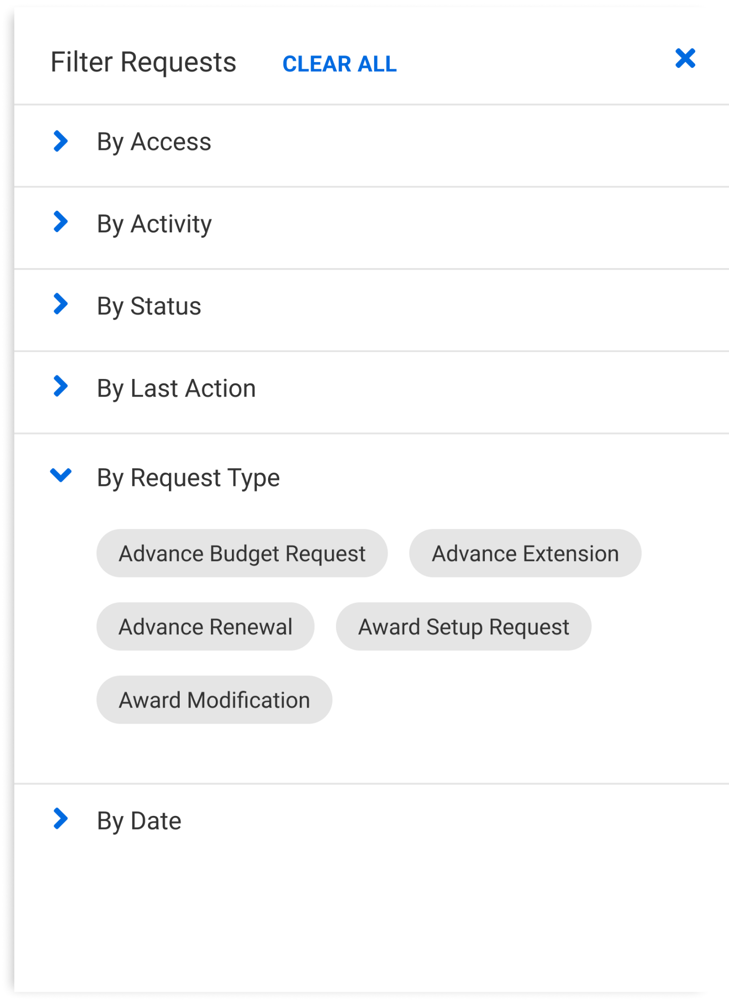 Filter Requests CLEAR ALL
By Access
By Activity
By Status
By Last Action
By Request Type
Advance Budget Request Advance Extension
Advance Renewal Award Setup Request
Award Modification
By Date